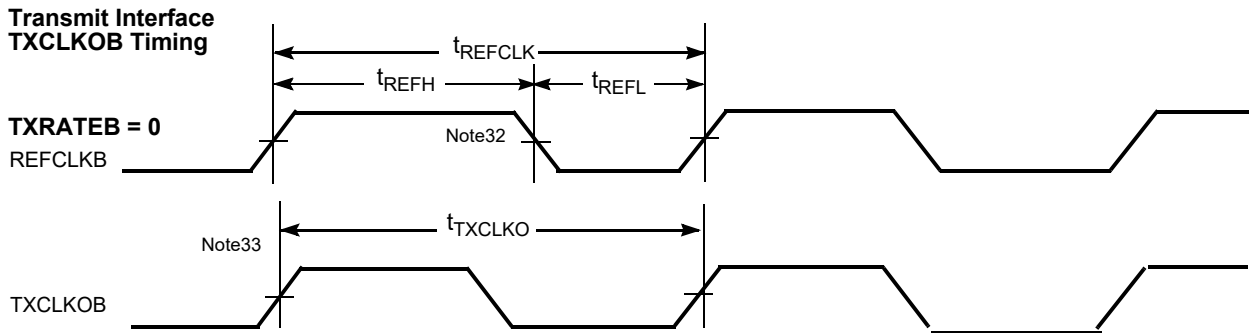 Transmit Interface
TXCLKOB Timing
tREFCLK
tREFH
tREFL
TXRATEB = 0
REFCLKB
Note32
tTXCLKO
Note33
TXCLKOB